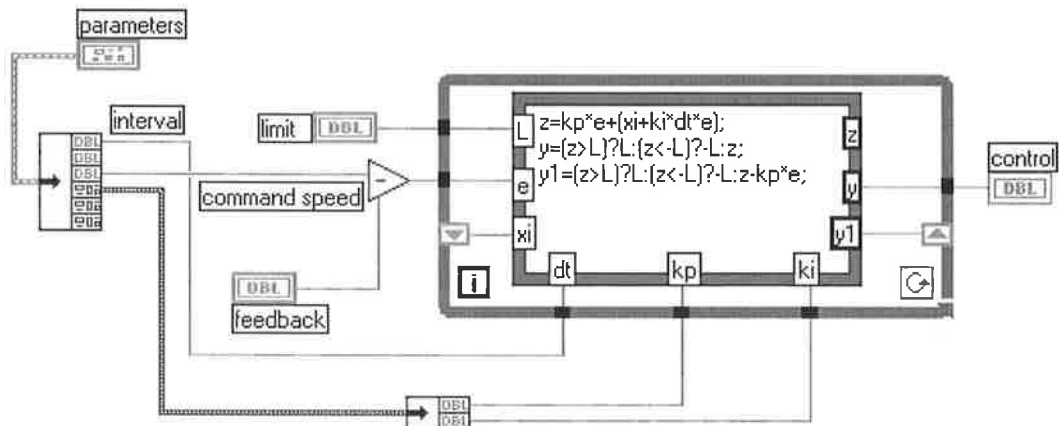 parameters
interval
DBL
DBL
DBL
limit
DBL
command speed
-
DBL
feedback
L
e
xi
z=kp*e+(xi+ki*dt*e);
y=(z>L)?L:(z<-L)?-L:z;
y1=(z>L)?L:(z<-L)?-L:z-kp*e;
z
y
y1
dt
kp
ki
i
control
DBL
DBL
DBL